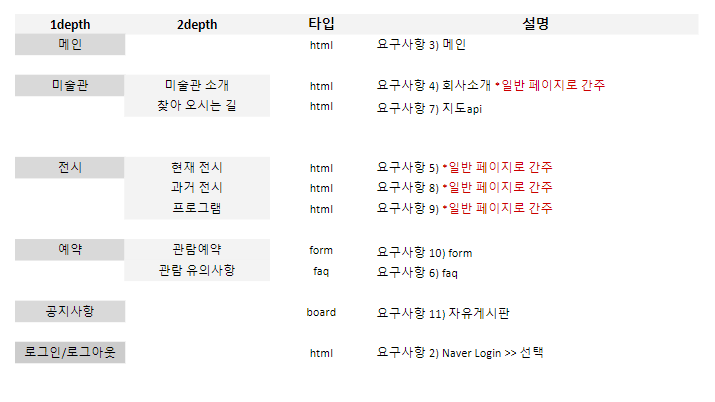 1depth 2depth 타입 설명
메인 html 요구사항 3) 메인
미술관 미술관 소개 html 요구사항 4) 회사소개 *일반 페이지로 간주
찾아 오시는 길 html 요구사항 7) 지도api
전시 현재 전시 html 요구사항 5) *일반 페이지로 간주
과거 전시 html 요구사항 8) *일반 페이지로 간주
프로그램 html 요구사항 9) *일반 페이지로 간주
예약 관람예약 form 요구사항 10) form
관람 유의사항 faq 요구사항 6) faq
공지사항 board 요구사항 11) 자유게시판
로그인/로그아웃 html 요구사항 2) Naver Login >> 선택